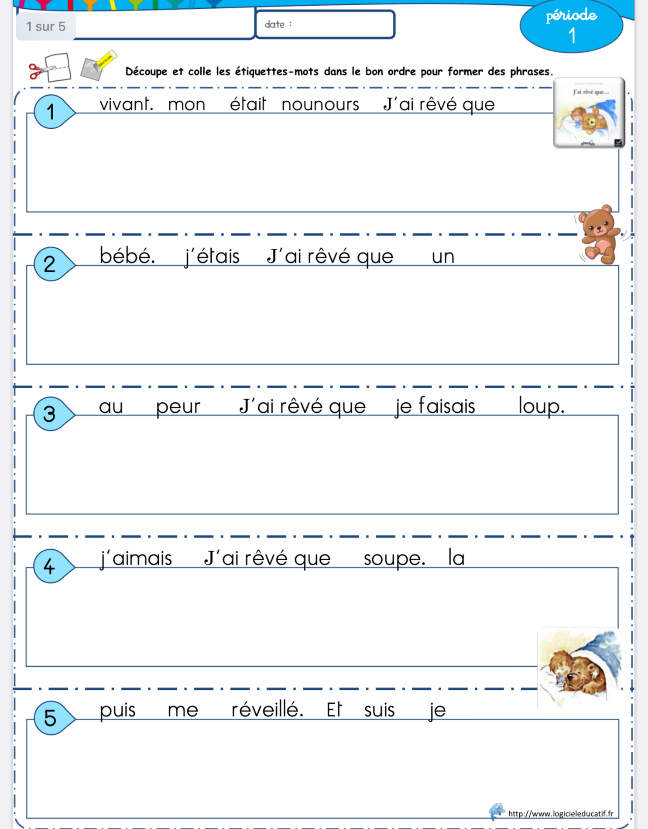 1 sur 5
date :
période
1
Découpe et colle les étiquettes-mots dans le bon ordre pour former des phrases.
J'ai rêvé que...
1 vivant. mon était nounours J'ai rêvé que
2 bébé. j'étais J'ai rêvé que un
3 au peur J'ai rêvé que je faisais loup.
4 j'aimais J'ai rêvé que soupe. la
5 puis me réveillé. Et suis je
http://www.logicieleducatif.fr